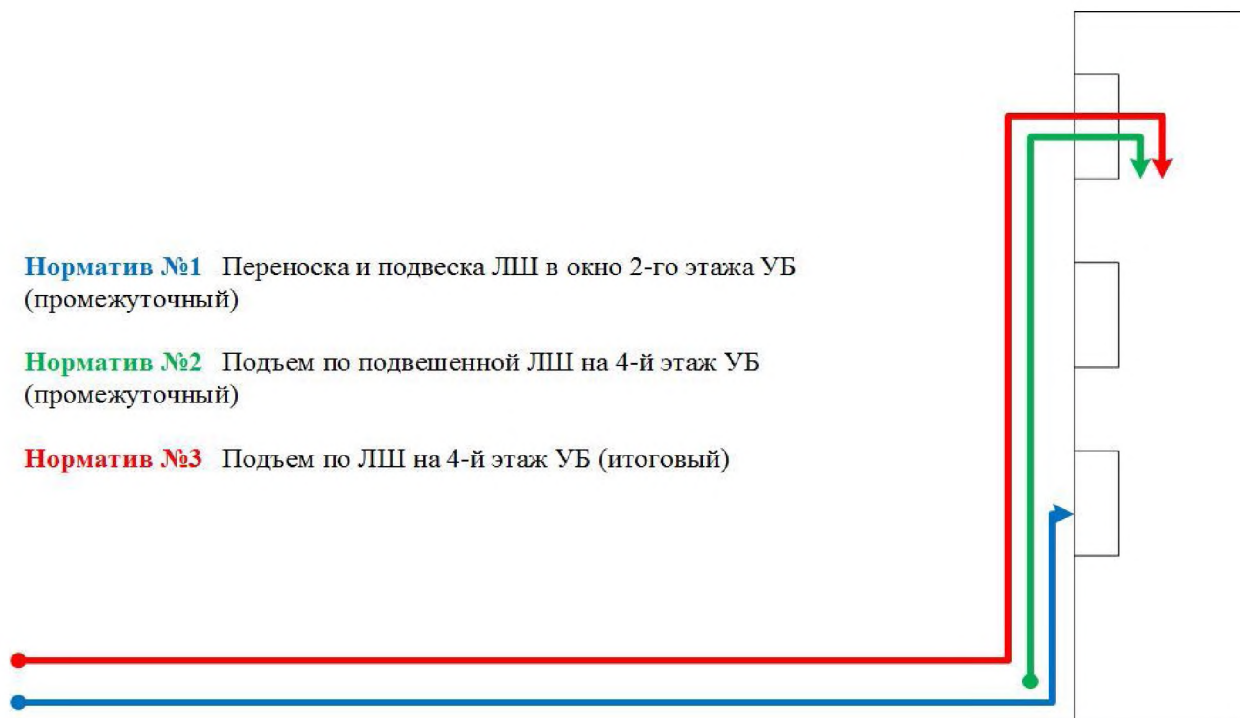 Норматив №1 Переноска и подвеска ЛШ в окно 2-го этажа УБ
(промежуточный)
Норматив №2 Подъем по подвешенной ЛШ на 4-й этаж УБ
(промежуточный)
Норматив №3 Подъем по ЛШ на 4-й этаж УБ (итоговый)